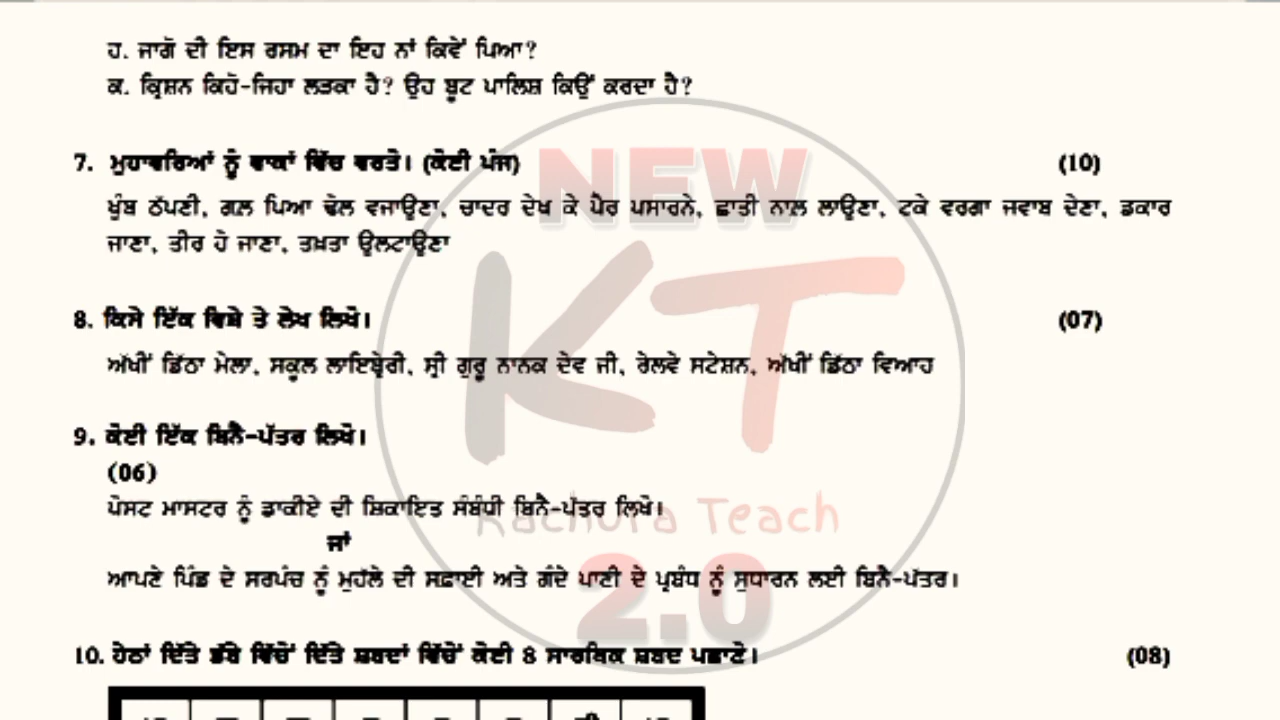 ਹ. ਜਾਗੋ ਦੀ ਇਸ ਰਸਮ ਦਾ ਇਹ ਨਾਂ ਕਿਵੇਂ ਪਿਆ?
ਕ. ਕ੍ਰਿਸ਼ਨ ਕਿਹੋ-ਜਿਹਾ ਲੜਕਾ ਹੈ? ਉਹ ਬੂਟ ਪਾਲਿਸ਼ ਕਿਉਂ ਕਰਦਾ ਹੈ?
7. ਮੁਹਾਵਰਿਆਂ ਨੂੰ ਵਾਕਾਂ ਵਿੱਚ ਵਰਤੋ। (ਕੋਈ ਪੰਜ) (10)
ਖੁੰਬ ਠੱਪਣੀ, ਗਲ ਪਿਆ ਢੋਲ ਵਜਾਉਣਾ, ਚਾਦਰ ਦੇਖ ਕੇ ਪੈਰ ਪਸਾਰਨੇ, ਛਾਤੀ ਨਾਲ ਲਾਉਣਾ, ਟਕੇ ਵਰਗਾ ਜਵਾਬ ਦੇਣਾ, ਡਕਾਰ
ਜਾਣਾ, ਤੀਰ ਹੋ ਜਾਣਾ, ਤਖ਼ਤਾ ਉਲਟਾਉਣਾ
8. ਕਿਸੇ ਇੱਕ ਵਿਸ਼ੇ ਤੇ ਲੇਖ ਲਿਖੋ। (07)
ਅੱਖੀਂ ਡਿੱਠਾ ਮੇਲਾ, ਸਕੂਲ ਲਾਇਬ੍ਰੇਰੀ, ਸ੍ਰੀ ਗੁਰੂ ਨਾਨਕ ਦੇਵ ਜੀ, ਰੇਲਵੇ ਸਟੇਸ਼ਨ, ਅੱਖੀਂ ਡਿੱਠਾ ਵਿਆਹ
9. ਕੋਈ ਇੱਕ ਬਿਨੈ-ਪੱਤਰ ਲਿਖੋ।
(06)
ਪੋਸਟ ਮਾਸਟਰ ਨੂੰ ਡਾਕੀਏ ਦੀ ਸ਼ਿਕਾਇਤ ਸੰਬੰਧੀ ਬਿਨੈ-ਪੱਤਰ ਲਿਖੋ।
ਜਾਂ
ਆਪਣੇ ਪਿੰਡ ਦੇ ਸਰਪੰਚ ਨੂੰ ਮੁਹੱਲੇ ਦੀ ਸਫ਼ਾਈ ਅਤੇ ਗੰਦੇ ਪਾਣੀ ਦੇ ਪ੍ਰਬੰਧ ਨੂੰ ਸੁਧਾਰਨ ਲਈ ਬਿਨੈ-ਪੱਤਰ।
10. ਹੇਠਾਂ ਦਿੱਤੇ ਡੱਬੇ ਵਿੱਚੋਂ ਦਿੱਤੇ ਸ਼ਬਦਾਂ ਵਿੱਚੋਂ ਕੋਈ 8 ਸਾਰਥਿਕ ਸ਼ਬਦ ਪਛਾਣੋ। (08)
NEW
KT
Kachura Teach
2.0